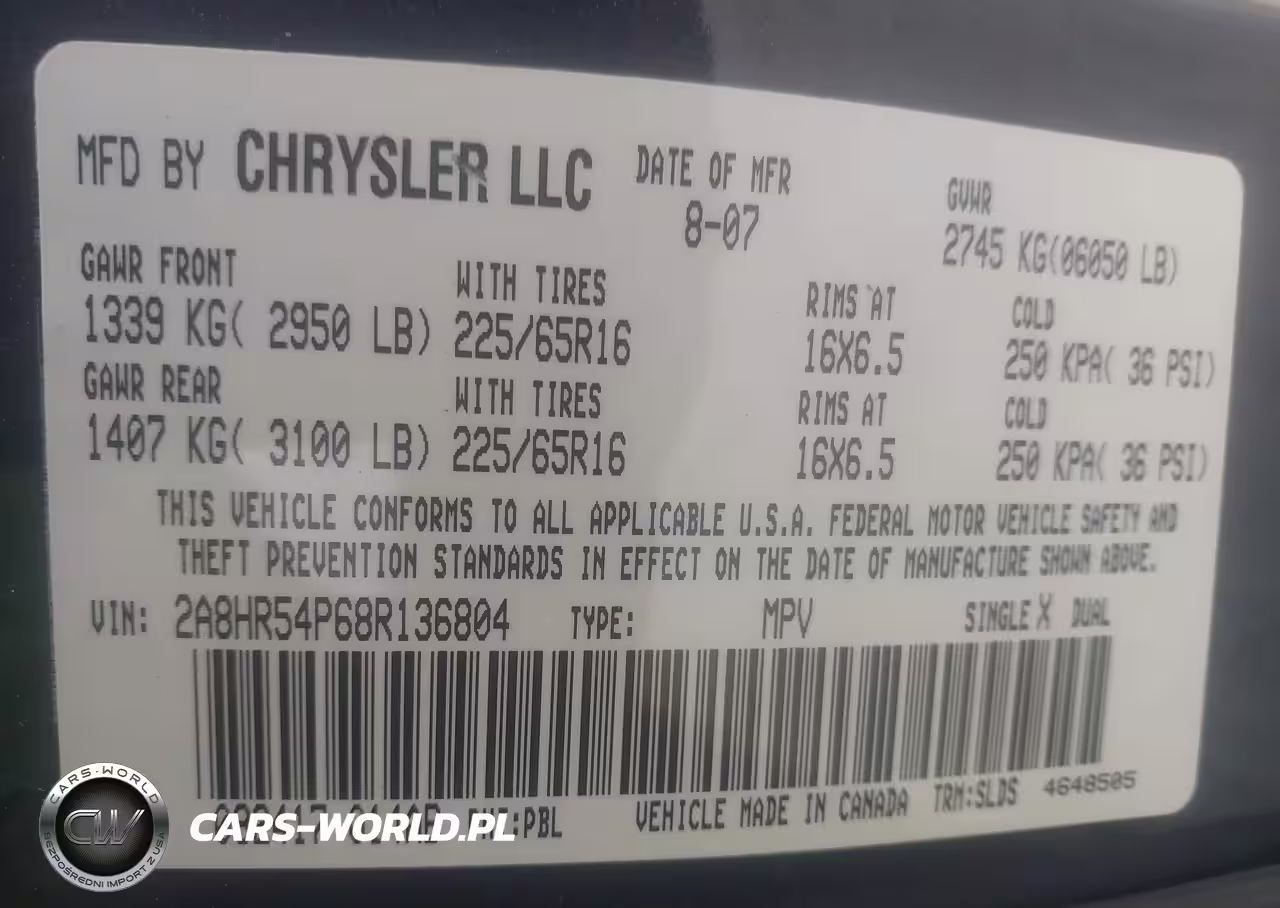 MFD BY CHRYSLER LLC DATE OF MFR GVWR
8-07 2745 KG(06050 LB)
GAWR FRONT WITH TIRES RIMS AT COLD
1339 KG( 2950 LB) 225/65R16 16X6.5 250 KPA( 36 PSI)
GAWR REAR WITH TIRES RIMS AT COLD
1407 KG( 3100 LB) 225/65R16 16X6.5 250 KPA( 36 PSI)
THIS VEHICLE CONFORMS TO ALL APPLICABLE U.S.A. FEDERAL MOTOR VEHICLE SAFETY AND
THEFT PREVENTION STANDARDS IN EFFECT ON THE DATE OF MANUFACTURE SHOWN ABOVE.
VIN: 2A8HR54P68R136804 TYPE: MPV SINGLE X DUAL
:PBL VEHICLE MADE IN CANADA TRM:SLDS 4648505
CARS-WORLD
CW
BEZPOŚREDNI IMPORT Z USA
CARS-WORLD.PL